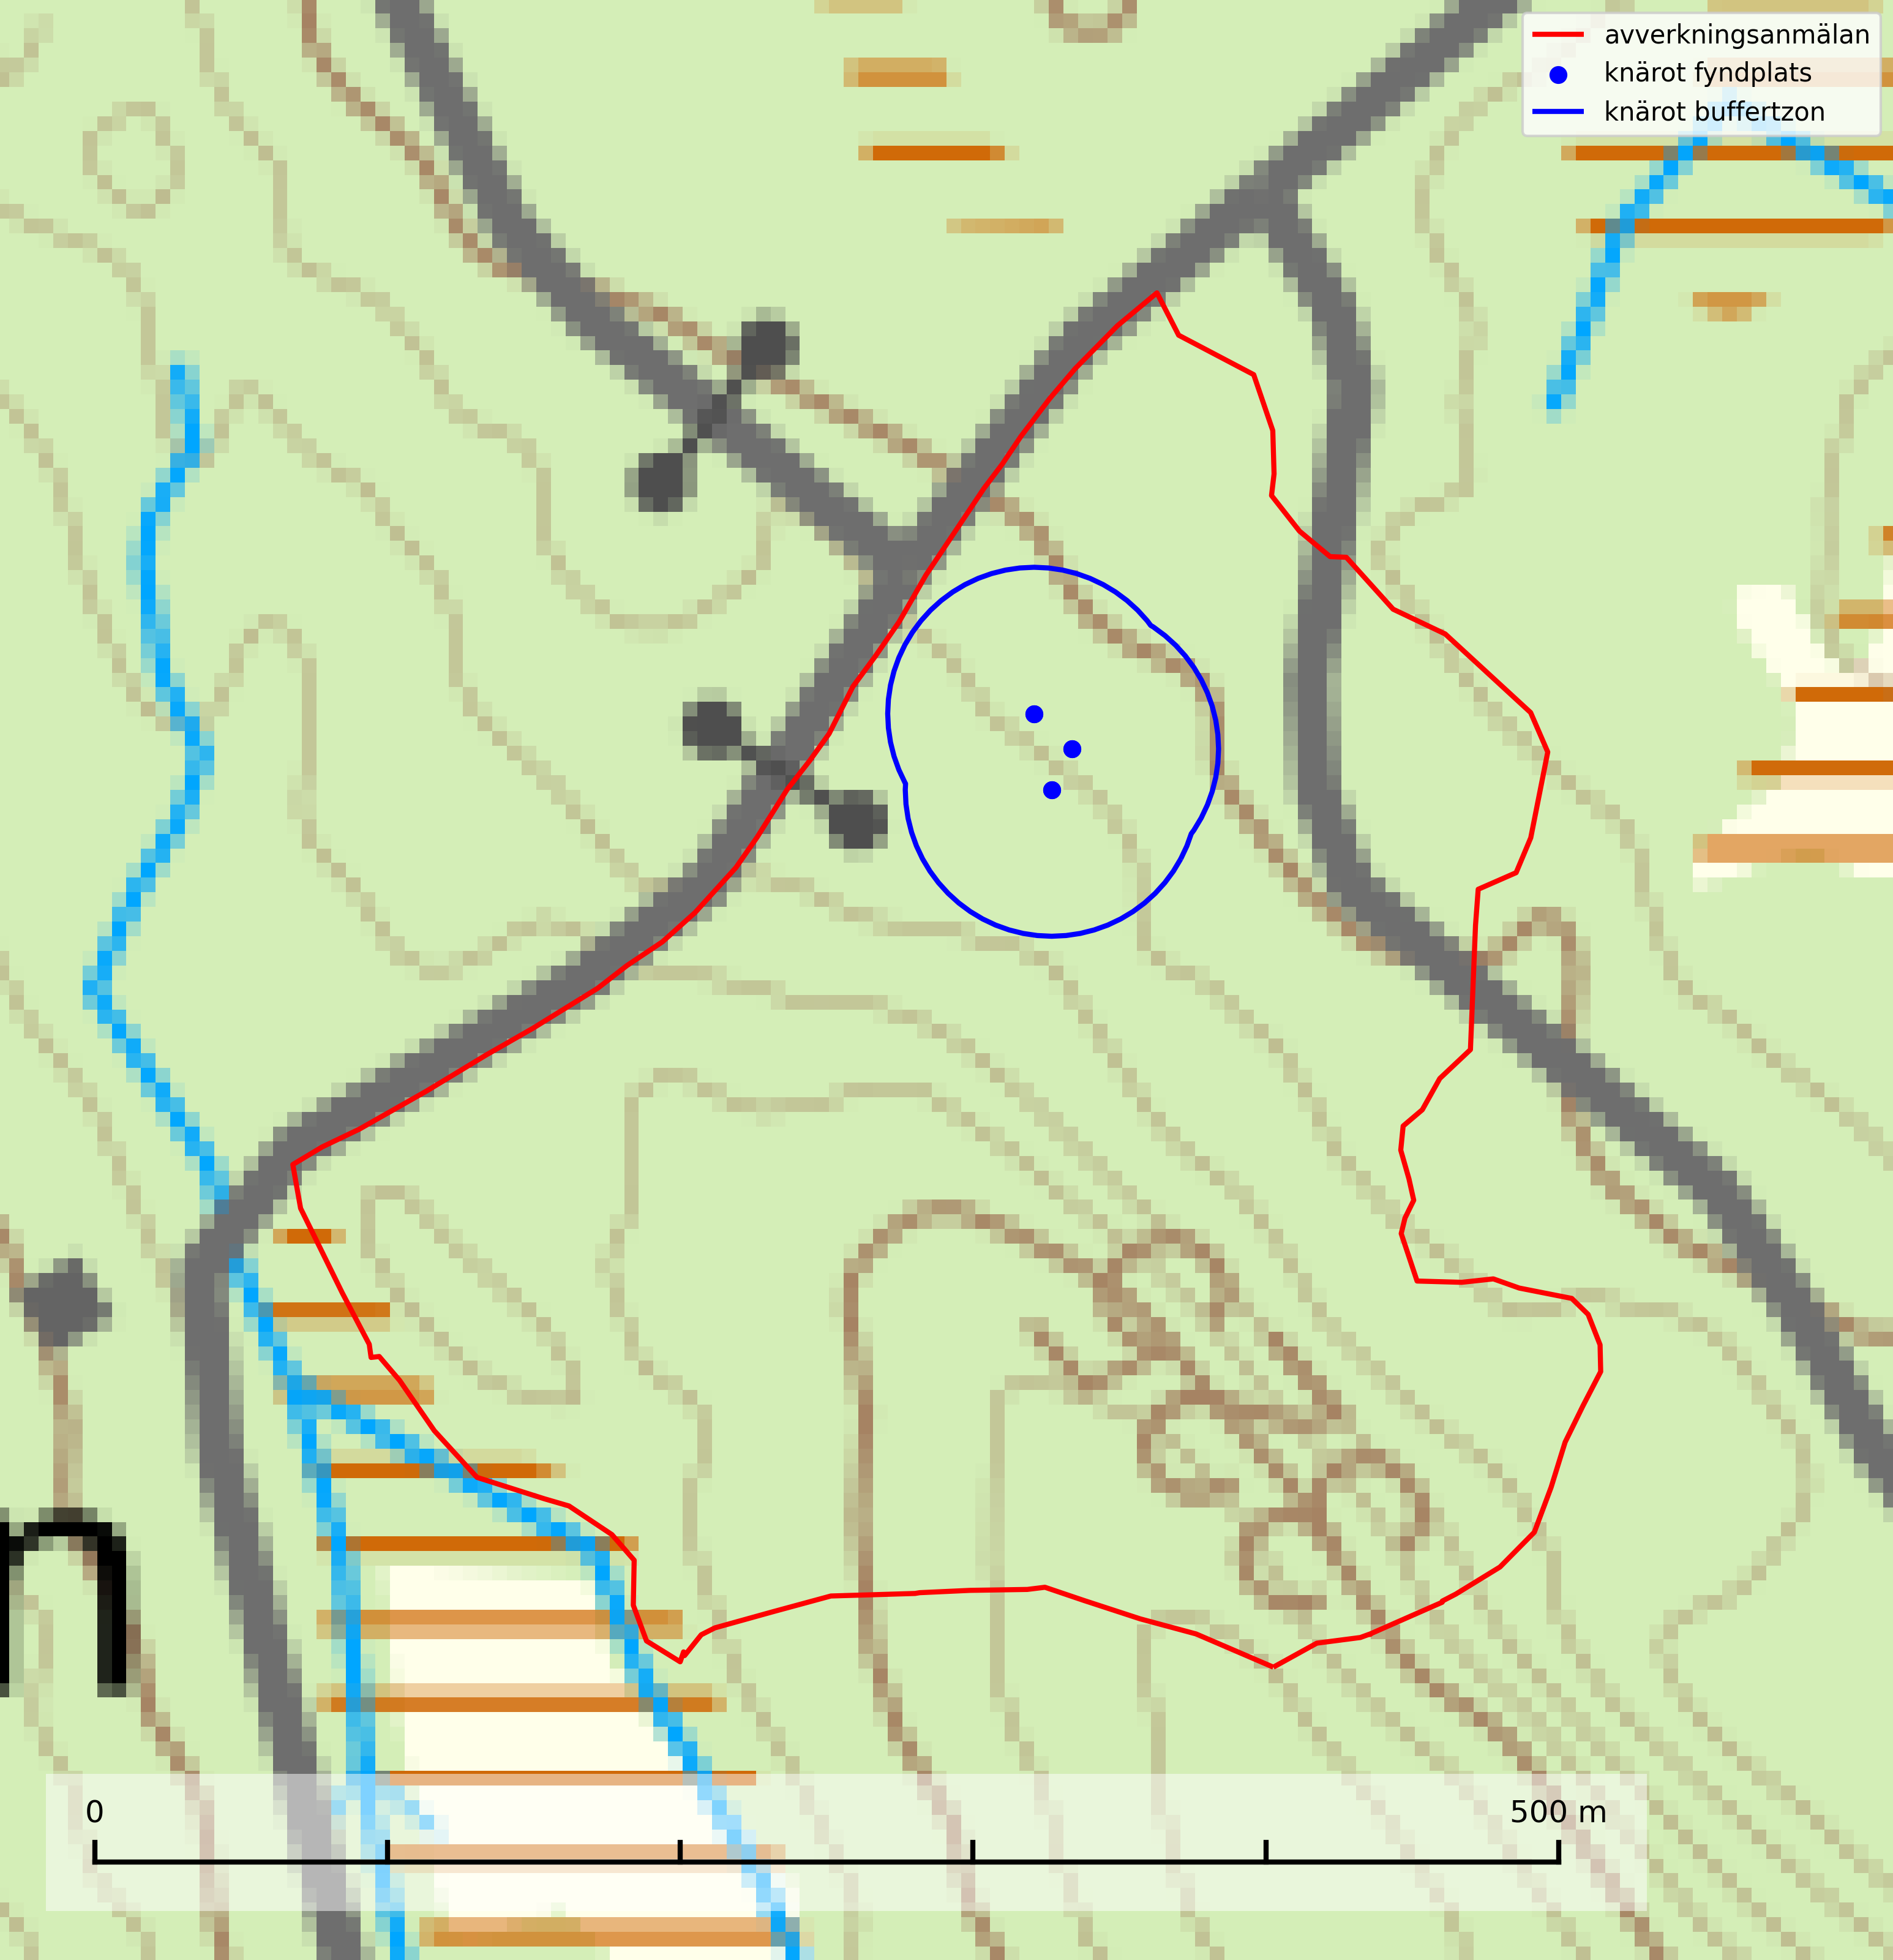 avverkningsanmälan
knärot fyndplats
knärot buffertzon
0
500 m